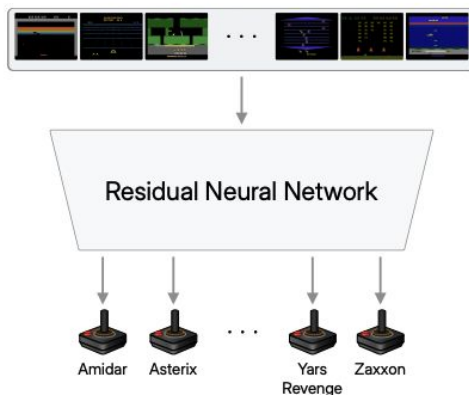 . . .
Residual Neural Network
Amidar Asterix . . . Yars Zaxxon
Revenge